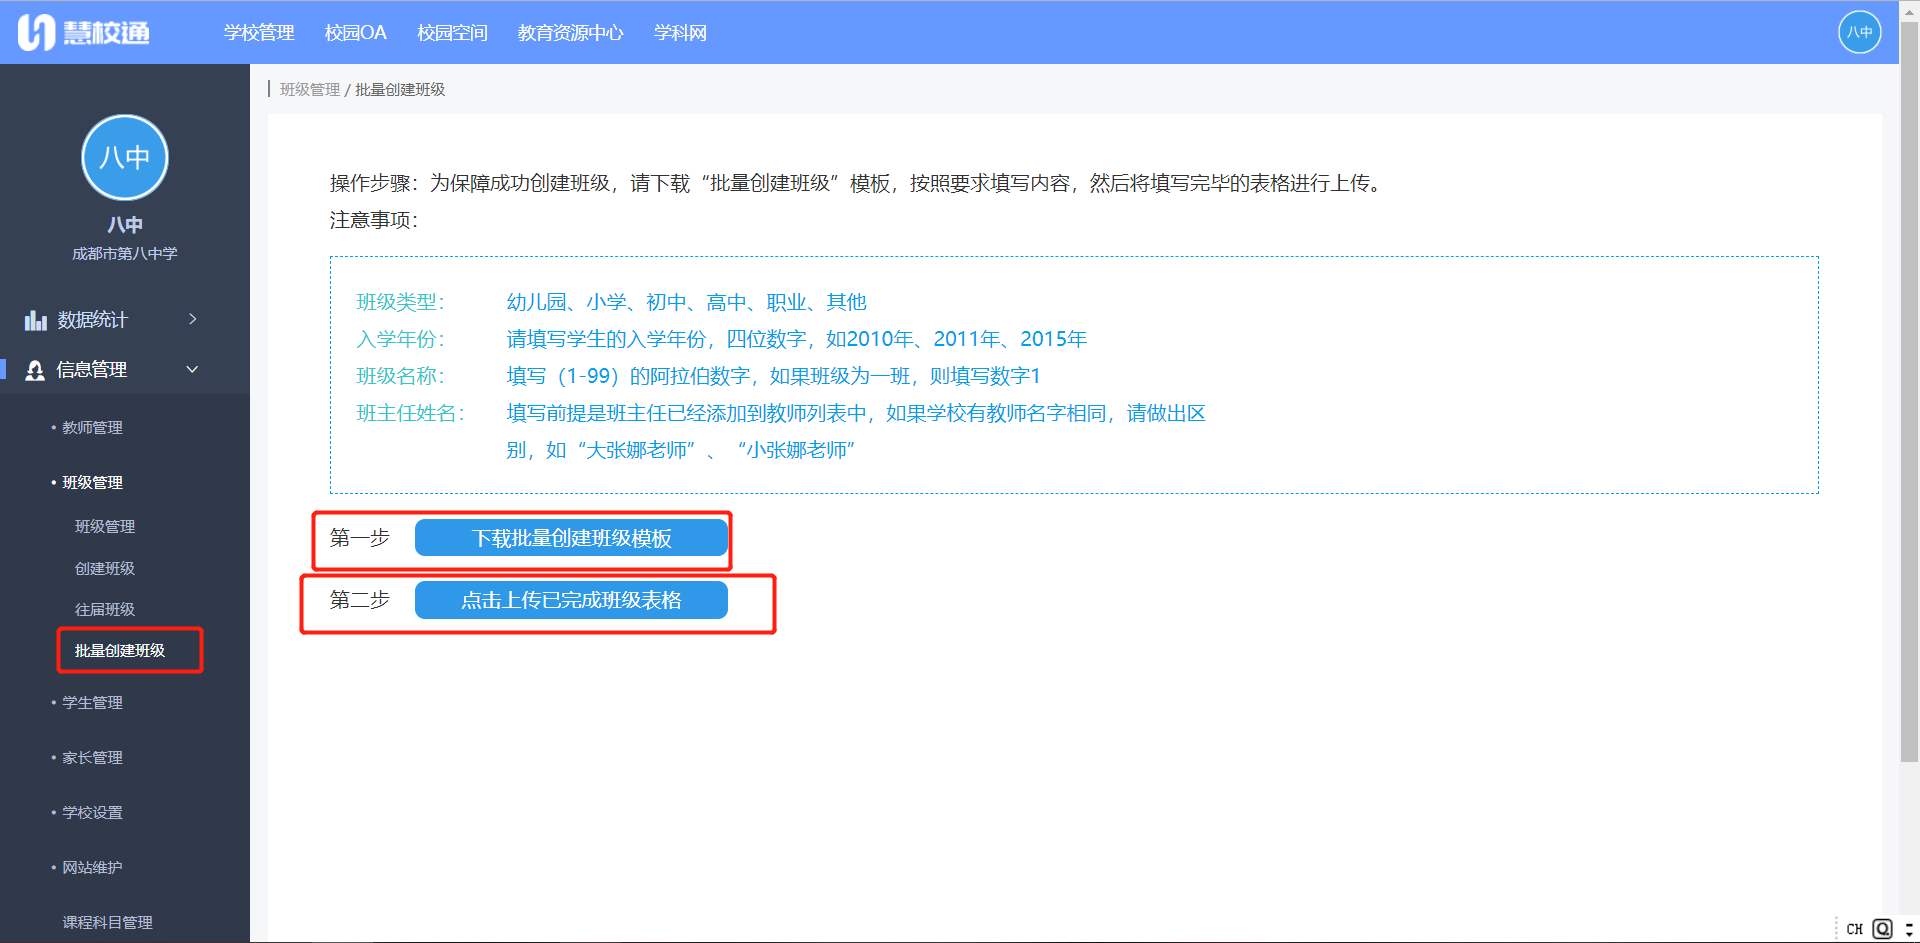 慧校通
学校管理 校园OA 校园空间 教育资源中心 学科网
八中
八中
八中
成都市第八中学
数据统计
信息管理
• 教师管理
• 班级管理
班级管理
创建班级
往届班级
批量创建班级
• 学生管理
• 家长管理
• 学校设置
• 网站维护
课程科目管理
班级管理 / 批量创建班级
操作步骤：为保障成功创建班级，请下载“批量创建班级”模板，按照要求填写内容，然后将填写完毕的表格进行上传。
注意事项：
班级类型： 幼儿园、小学、初中、高中、职业、其他
入学年份： 请填写学生的入学年份，四位数字，如2010年、2011年、2015年
班级名称： 填写（1-99）的阿拉伯数字，如果班级为一班，则填写数字1
班主任姓名： 填写前提是班主任已经添加到教师列表中，如果学校有教师名字相同，请做出区
别，如“大张娜老师”、“小张娜老师”
第一步 下载批量创建班级模板
第二步 点击上传已完成班级表格
CH